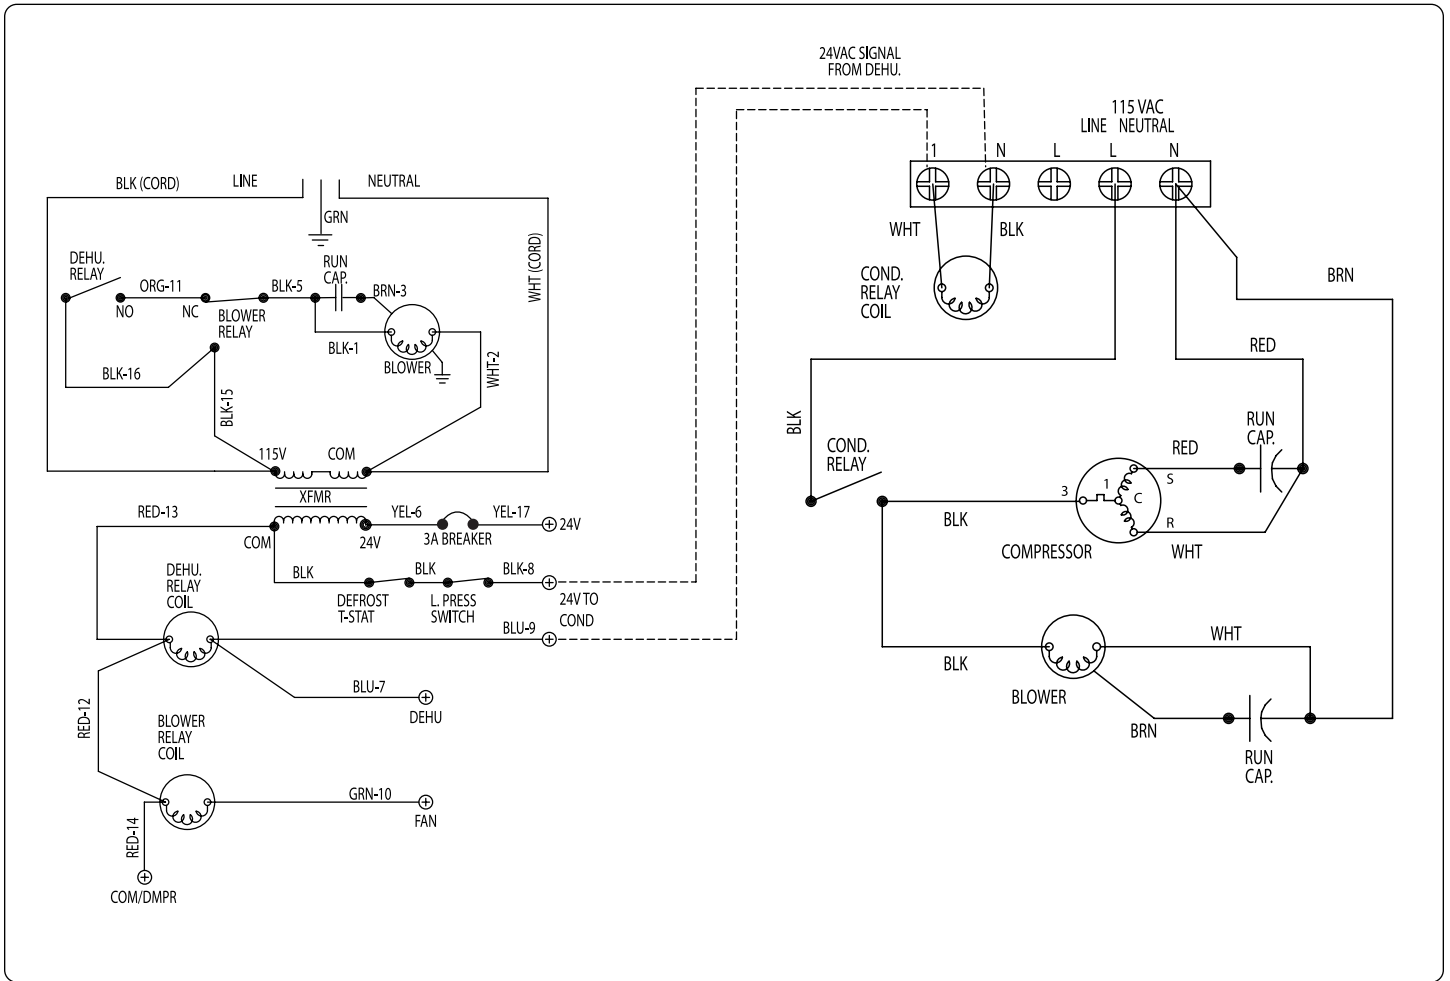 24VAC SIGNAL
FROM DEHU.
115 VAC
LINE NEUTRAL
1 N L L N
BLK (CORD) LINE NEUTRAL
GRN
WHT (CORD)
DEHU.
RELAY
ORG-11
NO
NC
BLOWER
RELAY
BLK-5
RUN
CAP.
BRN-3
BLK-1
BLOWER
WHT-2
BLK-16
BLK-15
115V COM
XFMR
RED-13
COM
24V
YEL-6
3A BREAKER
YEL-17
24V
BLK
DEFROST
T-STAT
BLK
L. PRESS
SWITCH
BLK-8
24V TO
COND
DEHU.
RELAY
COIL
BLU-9
BLU-7
DEHU
RED-12
BLOWER
RELAY
COIL
GRN-10
FAN
RED-14
COM/DMPR
WHT
BLK
COND.
RELAY
COIL
BRN
RED
BLK
COND.
RELAY
RUN
CAP.
RED
S
3
1
C
R
BLK
COMPRESSOR
WHT
WHT
BLK
BLOWER
BRN
RUN
CAP.